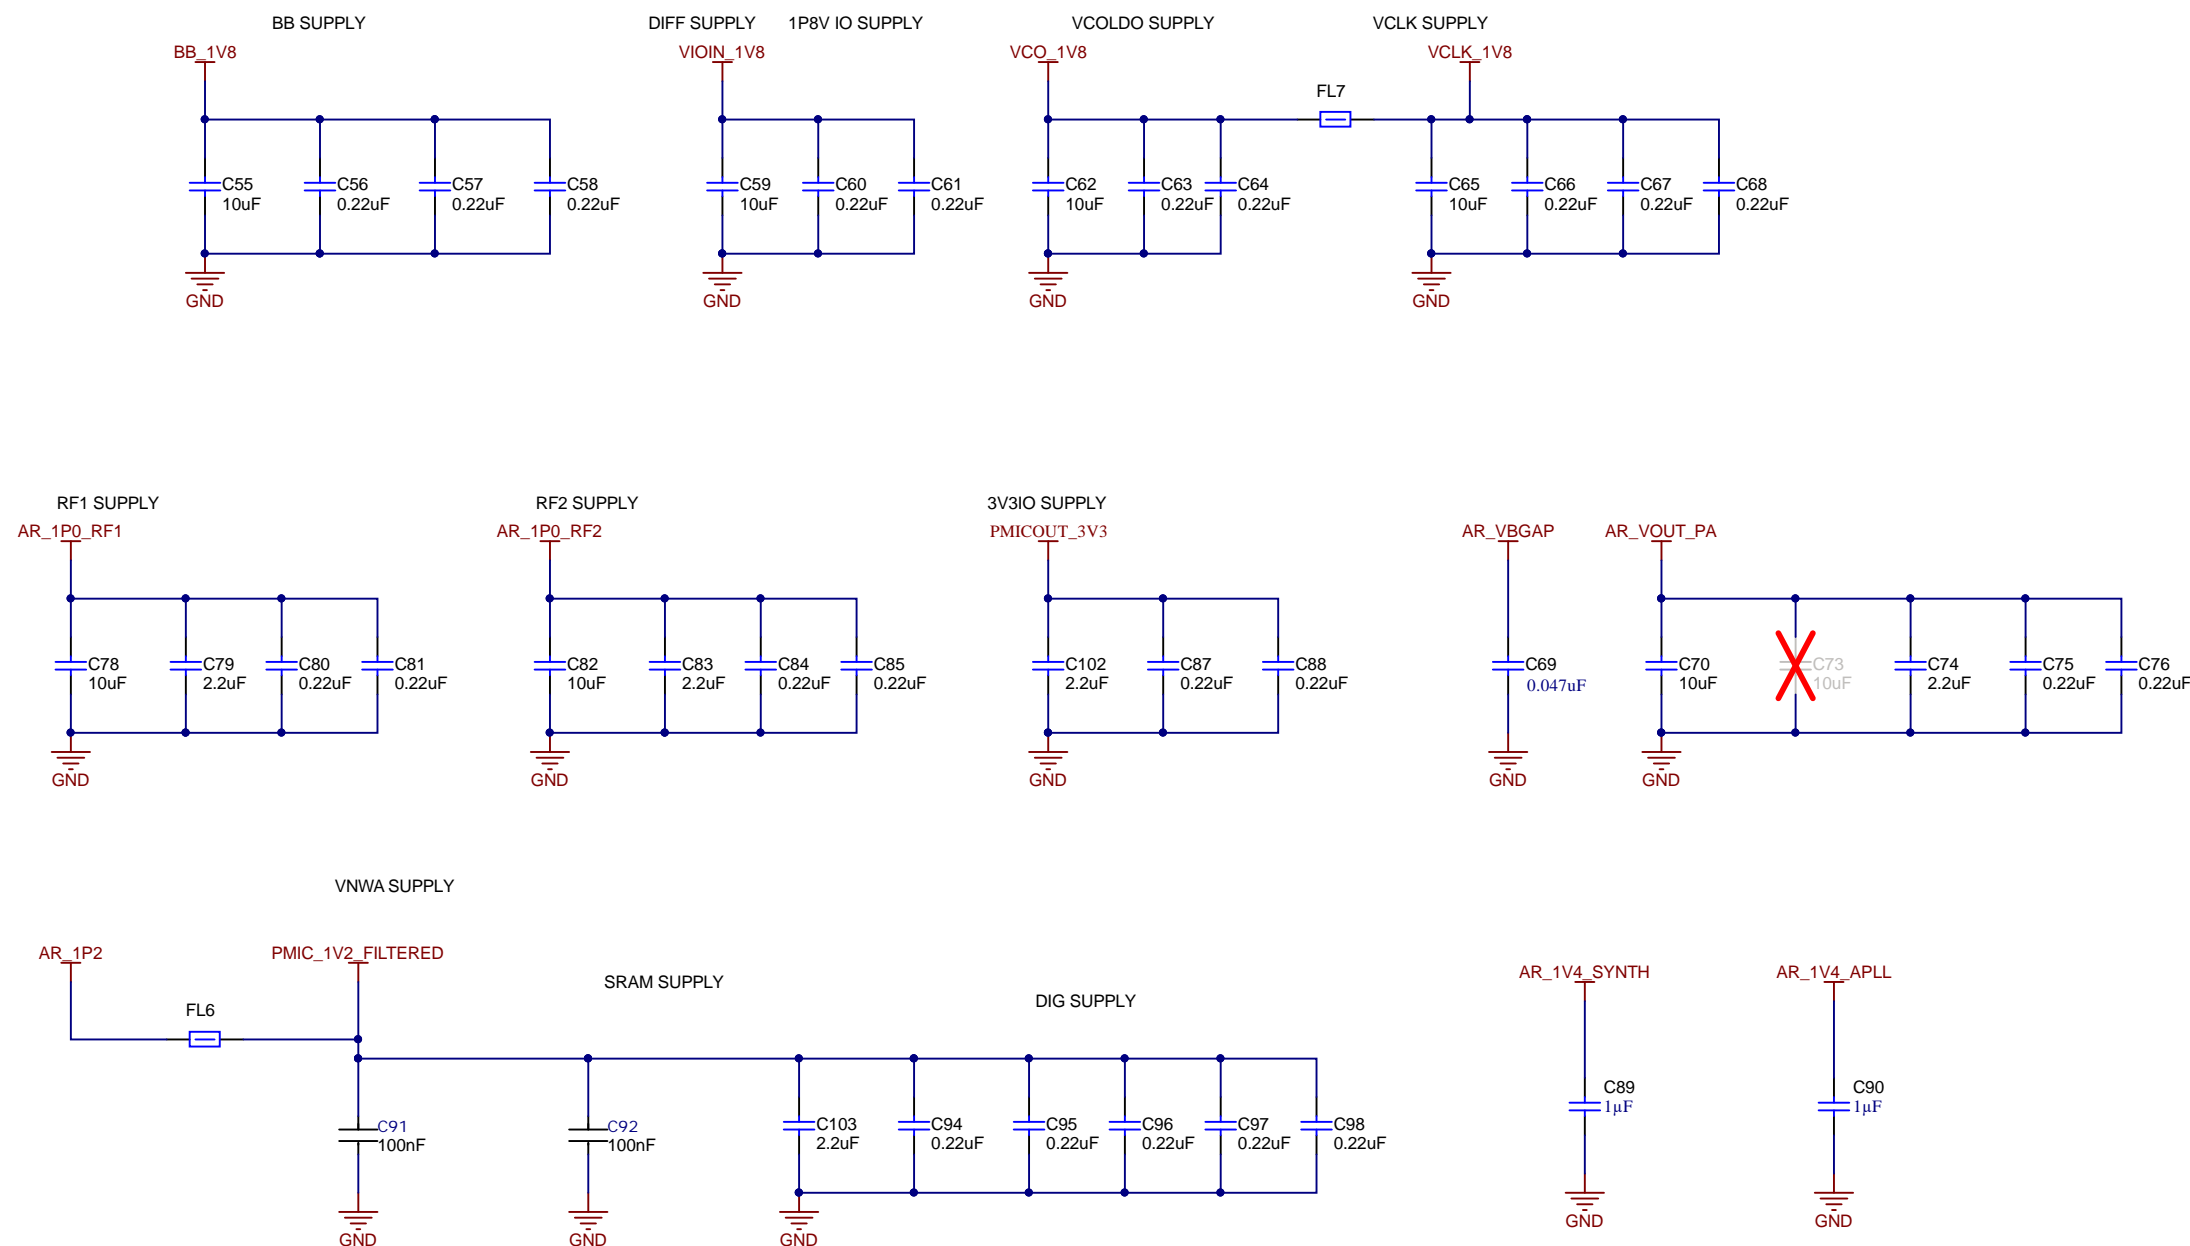 BB SUPPLY
DIFF SUPPLY
1P8V IO SUPPLY
VCOLDO SUPPLY
VCLK SUPPLY
BB_1V8
VIOIN_1V8
VCO_1V8
VCLK_1V8
FL7
C55
10uF
C56
0.22uF
C57
0.22uF
C58
0.22uF
C59
10uF
C60
0.22uF
C61
0.22uF
C62
10uF
C63
0.22uF
C64
0.22uF
C65
10uF
C66
0.22uF
C67
0.22uF
C68
0.22uF
GND
GND
GND
GND
RF1 SUPPLY
RF2 SUPPLY
3V3IO SUPPLY
AR_1P0_RF1
AR_1P0_RF2
PMICOUT_3V3
AR_VBGAP
AR_VOUT_PA
C78
10uF
C79
2.2uF
C80
0.22uF
C81
0.22uF
C82
10uF
C83
2.2uF
C84
0.22uF
C85
0.22uF
C102
2.2uF
C87
0.22uF
C88
0.22uF
C69
0.047uF
C70
10uF
C73
10uF
C74
2.2uF
C75
0.22uF
C76
0.22uF
GND
GND
GND
GND
GND
VNWA SUPPLY
AR_1P2
PMIC_1V2_FILTERED
SRAM SUPPLY
DIG SUPPLY
AR_1V4_SYNTH
AR_1V4_APLL
FL6
C91
100nF
C92
100nF
C103
2.2uF
C94
0.22uF
C95
0.22uF
C96
0.22uF
C97
0.22uF
C98
0.22uF
C89
1µF
C90
1µF
GND
GND
GND
GND
GND